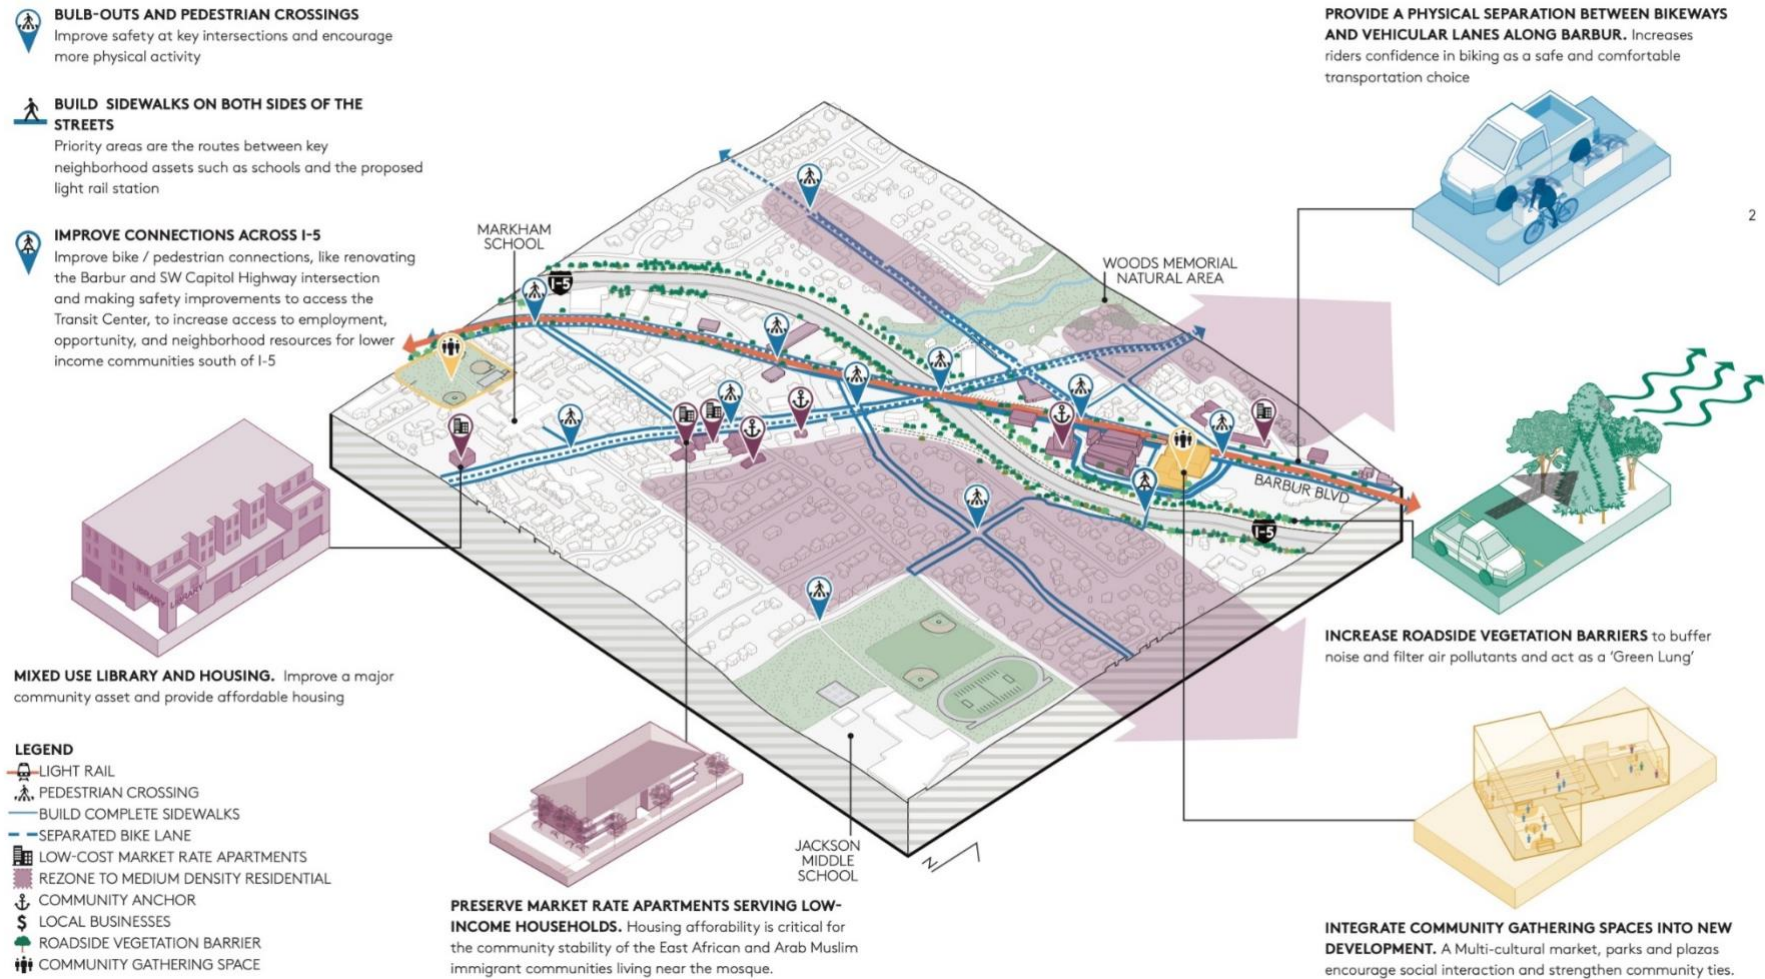 BULB-OUTS AND PEDESTRIAN CROSSINGS
Improve safety at key intersections and encourage
more physical activity
BUILD SIDEWALKS ON BOTH SIDES OF THE
STREETS
Priority areas are the routes between key
neighborhood assets such as schools and the proposed
light rail station
IMPROVE CONNECTIONS ACROSS I-5
Improve bike / pedestrian connections, like renovating
the Barbur and SW Capitol Highway intersection
and making safety improvements to access the
Transit Center, to increase access to employment,
opportunity, and neighborhood resources for lower
income communities south of I-5
PROVIDE A PHYSICAL SEPARATION BETWEEN BIKEWAYS
AND VEHICULAR LANES ALONG BARBUR. Increases
riders confidence in biking as a safe and comfortable
transportation choice
2
MARKHAM
SCHOOL
WOODS MEMORIAL
NATURAL AREA
I-5
BARBUR BLVD
I-5
LIBRARY
LIBRARY
MIXED USE LIBRARY AND HOUSING. Improve a major
community asset and provide affordable housing
INCREASE ROADSIDE VEGETATION BARRIERS to buffer
noise and filter air pollutants and act as a ‘Green Lung’
LEGEND
LIGHT RAIL
PEDESTRIAN CROSSING
BUILD COMPLETE SIDEWALKS
SEPARATED BIKE LANE
LOW-COST MARKET RATE APARTMENTS
REZONE TO MEDIUM DENSITY RESIDENTIAL
COMMUNITY ANCHOR
$ LOCAL BUSINESSES
ROADSIDE VEGETATION BARRIER
COMMUNITY GATHERING SPACE
JACKSON
MIDDLE
SCHOOL
N
PRESERVE MARKET RATE APARTMENTS SERVING LOW-
INCOME HOUSEHOLDS. Housing afforability is critical for
the community stability of the East African and Arab Muslim
immigrant communities living near the mosque.
INTEGRATE COMMUNITY GATHERING SPACES INTO NEW
DEVELOPMENT. A Multi-cultural market, parks and plazas
encourage social interaction and strengthen community ties.